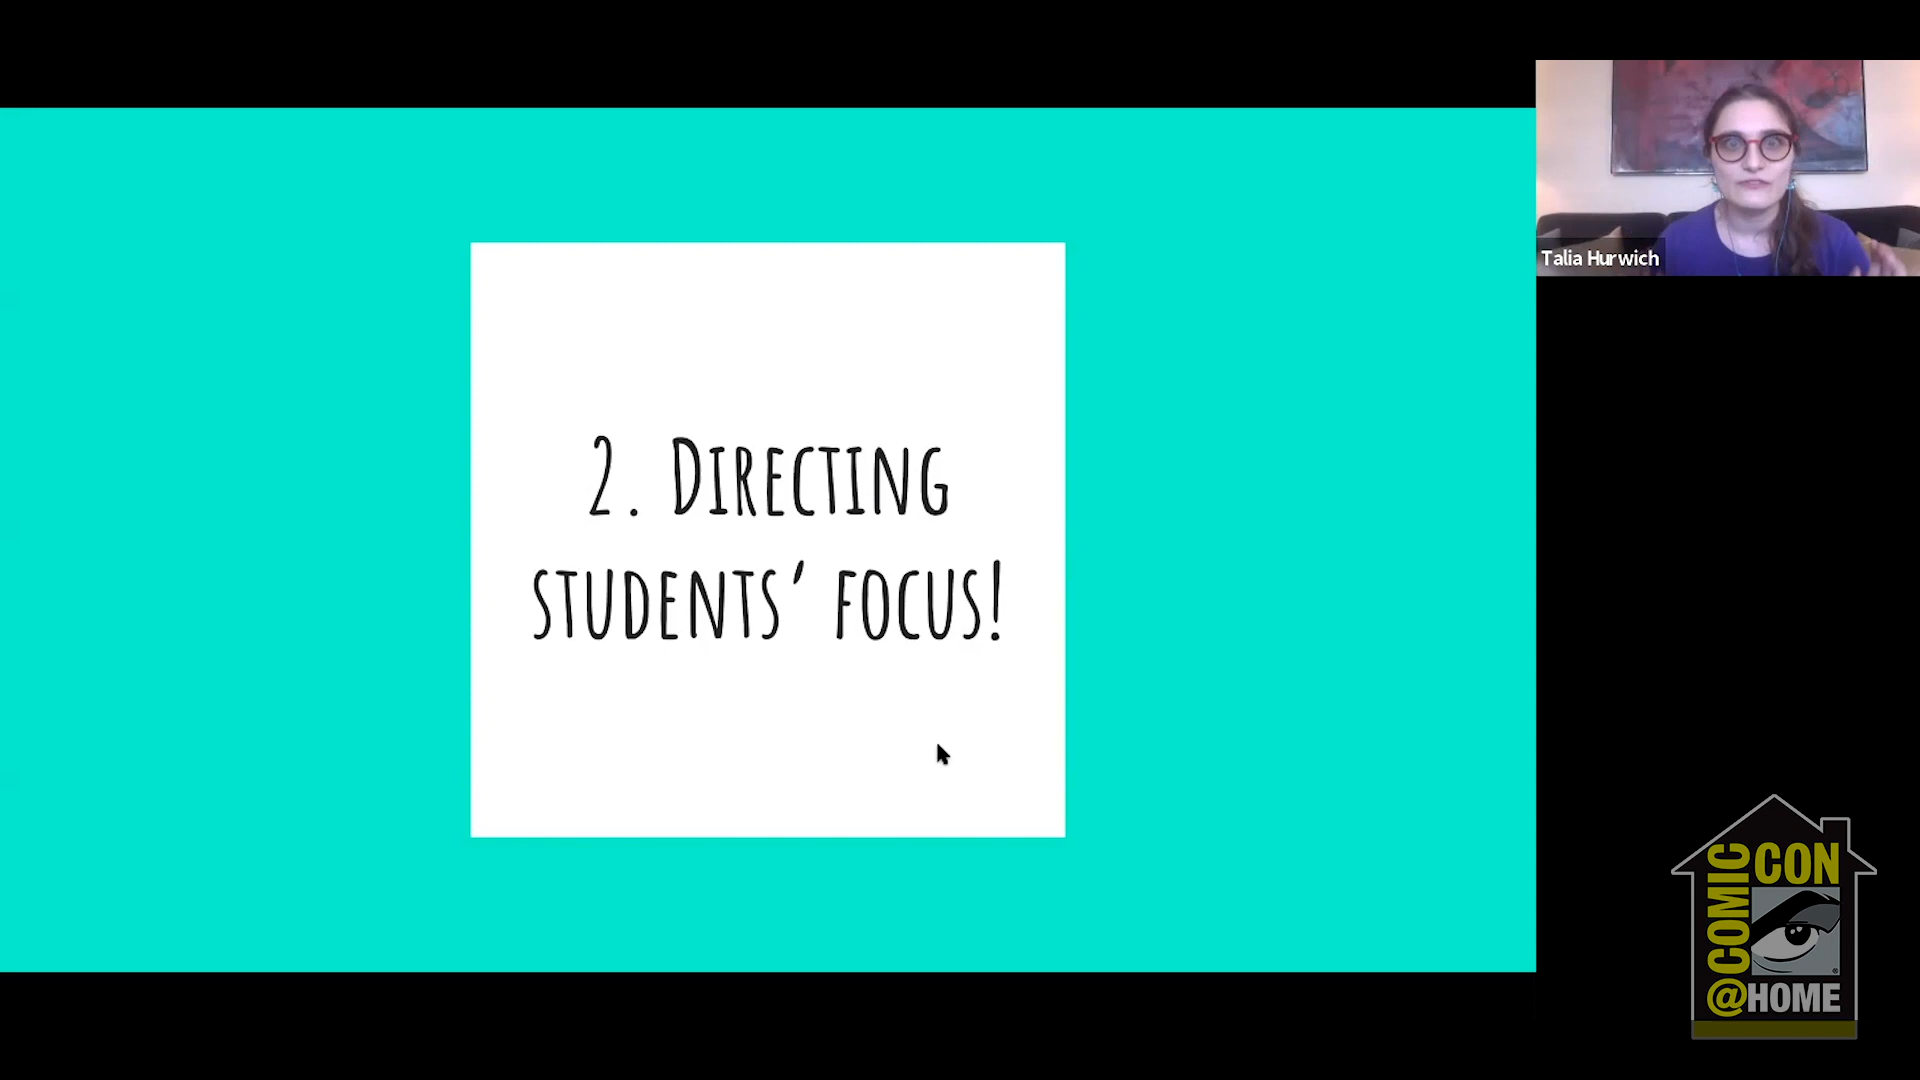 2. DIRECTING
STUDENTS’ FOCUS!
Talia Hurwich
COMIC
CON
@HOME